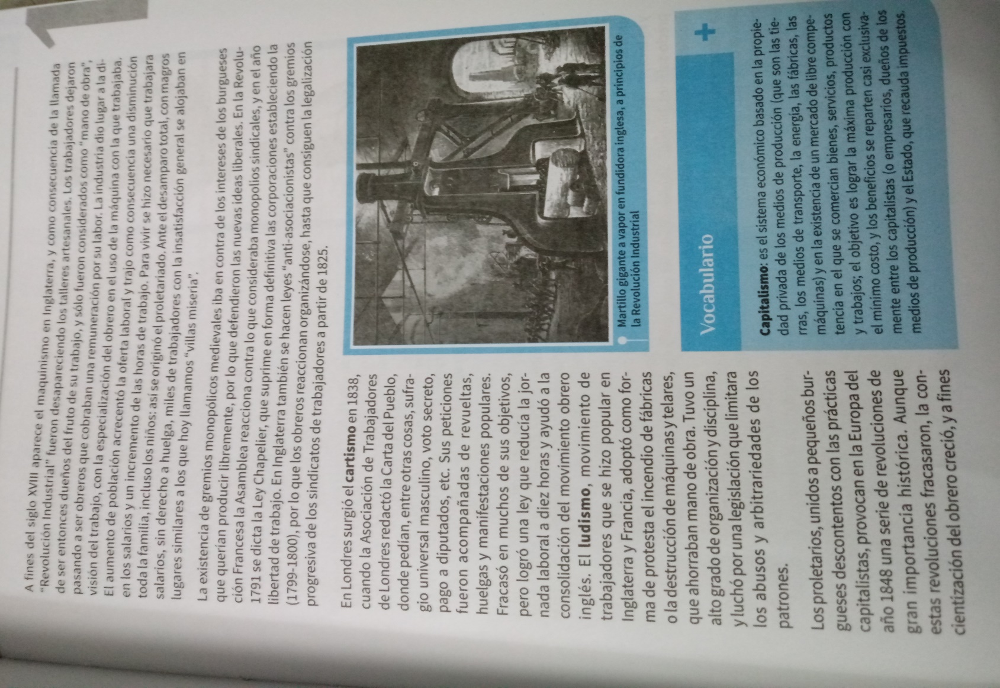 1
A fines del siglo XVIII aparece el maquinismo en Inglaterra, y como consecuencia de la llamada
“Revolución Industrial” fueron desapareciendo los talleres artesanales. Los trabajadores dejaron
de ser entonces dueños del fruto de su trabajo, y sólo fueron considerados como “mano de obra”,
pasando a ser obreros que cobraban una remuneración por su labor. La industria dio lugar a la di-
visión del trabajo, con la especialización del obrero en el uso de la máquina con la que trabajaba.
El aumento de población acrecentó la oferta laboral y trajo como consecuencia una disminución
en los salarios y un incremento de las horas de trabajo. Para vivir se hizo necesario que trabajara
toda la familia, incluso los niños: así se originó el proletariado. Ante el desamparo total, con magros
salarios, sin derecho a huelga, miles de trabajadores con la insatisfacción general se alojaban en
lugares similares a los que hoy llamamos “villas miseria”.
La existencia de gremios monopólicos medievales iba en contra de los intereses de los burgueses
que querían producir libremente, por lo que defendieron las nuevas ideas liberales. En la Revolu-
ción Francesa la Asamblea reacciona contra lo que consideraba monopolios sindicales, y en el año
1791 se dicta la Ley Chapelier, que suprime en forma definitiva las corporaciones estableciendo la
libertad de trabajo. En Inglaterra también se hacen leyes “anti-asociacionistas” contra los gremios
(1799-1800), por lo que los obreros reaccionan organizándose, hasta que consiguen la legalización
progresiva de los sindicatos de trabajadores a partir de 1825.
En Londres surgió el cartismo en 1838,
cuando la Asociación de Trabajadores
de Londres redactó la Carta del Pueblo,
donde pedían, entre otras cosas, sufra-
gio universal masculino, voto secreto,
pago a diputados, etc. Sus peticiones
fueron acompañadas de revueltas,
huelgas y manifestaciones populares.
Fracasó en muchos de sus objetivos,
pero logró una ley que reducía la jor-
nada laboral a diez horas y ayudó a la
consolidación del movimiento obrero
inglés. El ludismo, movimiento de
trabajadores que se hizo popular en
Inglaterra y Francia, adoptó como for-
ma de protesta el incendio de fábricas
o la destrucción de máquinas y telares,
que ahorraban mano de obra. Tuvo un
alto grado de organización y disciplina,
y luchó por una legislación que limitara
los abusos y arbitrariedades de los
patrones.
Los proletarios, unidos a pequeños bur-
gueses descontentos con las prácticas
capitalistas, provocan en la Europa del
año 1848 una serie de revoluciones de
gran importancia histórica. Aunque
estas revoluciones fracasaron, la con-
cientización del obrero creció, y a fines
Martillo gigante a vapor en fundidora inglesa, a principios de
la Revolución Industrial
Vocabulario +
Capitalismo: es el sistema económico basado en la propie-
dad privada de los medios de producción (que son las tie-
rras, los medios de transporte, la energía, las fábricas, las
máquinas) y en la existencia de un mercado de libre compe-
tencia en el que se comercian bienes, servicios, productos
y trabajos; el objetivo es lograr la máxima producción con
el mínimo costo, y los beneficios se reparten casi exclusiva-
mente entre los capitalistas (o empresarios, dueños de los
medios de producción) y el Estado, que recauda impuestos.